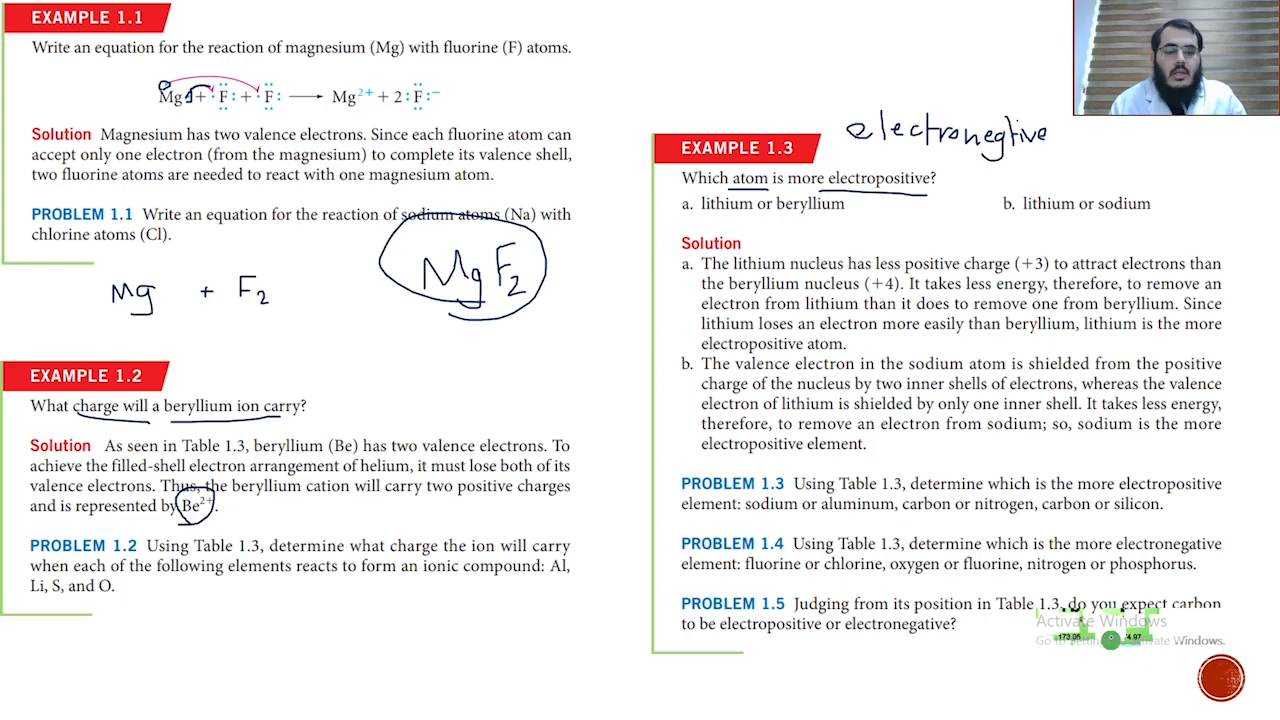 EXAMPLE 1.1
Write an equation for the reaction of magnesium (Mg) with fluorine (F) atoms.
Mg + ·F: + ·F: ⟶ Mg²⁺ + 2 :F:⁻
Solution Magnesium has two valence electrons. Since each fluorine atom can
accept only one electron (from the magnesium) to complete its valence shell,
two fluorine atoms are needed to react with one magnesium atom.
PROBLEM 1.1 Write an equation for the reaction of sodium atoms (Na) with
chlorine atoms (Cl).
Mg + F₂
MgF₂
EXAMPLE 1.2
What charge will a beryllium ion carry?
Solution As seen in Table 1.3, beryllium (Be) has two valence electrons. To
achieve the filled-shell electron arrangement of helium, it must lose both of its
valence electrons. Thus, the beryllium cation will carry two positive charges
and is represented by Be²⁺.
PROBLEM 1.2 Using Table 1.3, determine what charge the ion will carry
when each of the following elements reacts to form an ionic compound: Al,
Li, S, and O.
electronegtive
EXAMPLE 1.3
Which atom is more electropositive?
a. lithium or beryllium b. lithium or sodium
Solution
a. The lithium nucleus has less positive charge (+3) to attract electrons than
the beryllium nucleus (+4). It takes less energy, therefore, to remove an
electron from lithium than it does to remove one from beryllium. Since
lithium loses an electron more easily than beryllium, lithium is the more
electropositive atom.
b. The valence electron in the sodium atom is shielded from the positive
charge of the nucleus by two inner shells of electrons, whereas the valence
electron of lithium is shielded by only one inner shell. It takes less energy,
therefore, to remove an electron from sodium; so, sodium is the more
electropositive element.
PROBLEM 1.3 Using Table 1.3, determine which is the more electropositive
element: sodium or aluminum, carbon or nitrogen, carbon or silicon.
PROBLEM 1.4 Using Table 1.3, determine which is the more electronegative
element: fluorine or chlorine, oxygen or fluorine, nitrogen or phosphorus.
PROBLEM 1.5 Judging from its position in Table 1.3, do you expect carbon
to be electropositive or electronegative?
Activate Windows
Go to Settings to activate Windows.